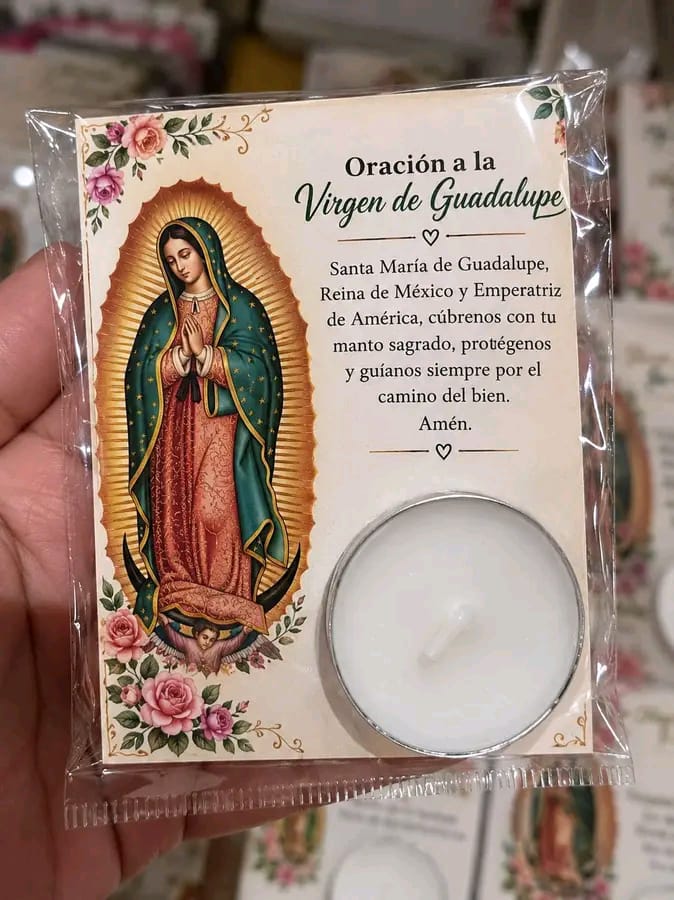 Oración a la
Virgen de Guadalupe
Santa María de Guadalupe,
Reina de México y Emperatriz
de América, cúbrenos con tu
manto sagrado, protégenos
y guíanos siempre por el
camino del bien.
Amén.